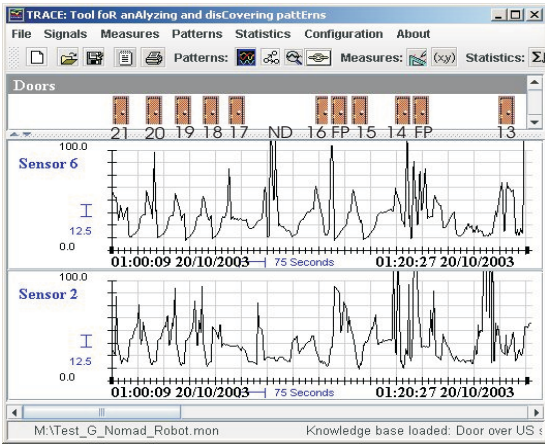 TRACE: Tool foR anAlyzing and disCovering pattErns
File Signals Measures Patterns Statistics Configuration About
Patterns: Measures: (x,y) Statistics: Σ
Doors
21 20 19 18 17 ND 16 FP 15 14 FP 13
100.0
Sensor 6
12.5
0.0
01:00:09 20/10/2003 75 Seconds 01:20:27 20/10/2003
100.0
Sensor 2
12.5
0.0
01:00:09 20/10/2003 75 Seconds 01:20:27 20/10/2003
M:\Test_G_Nomad_Robot.mon Knowledge base loaded: Door over US